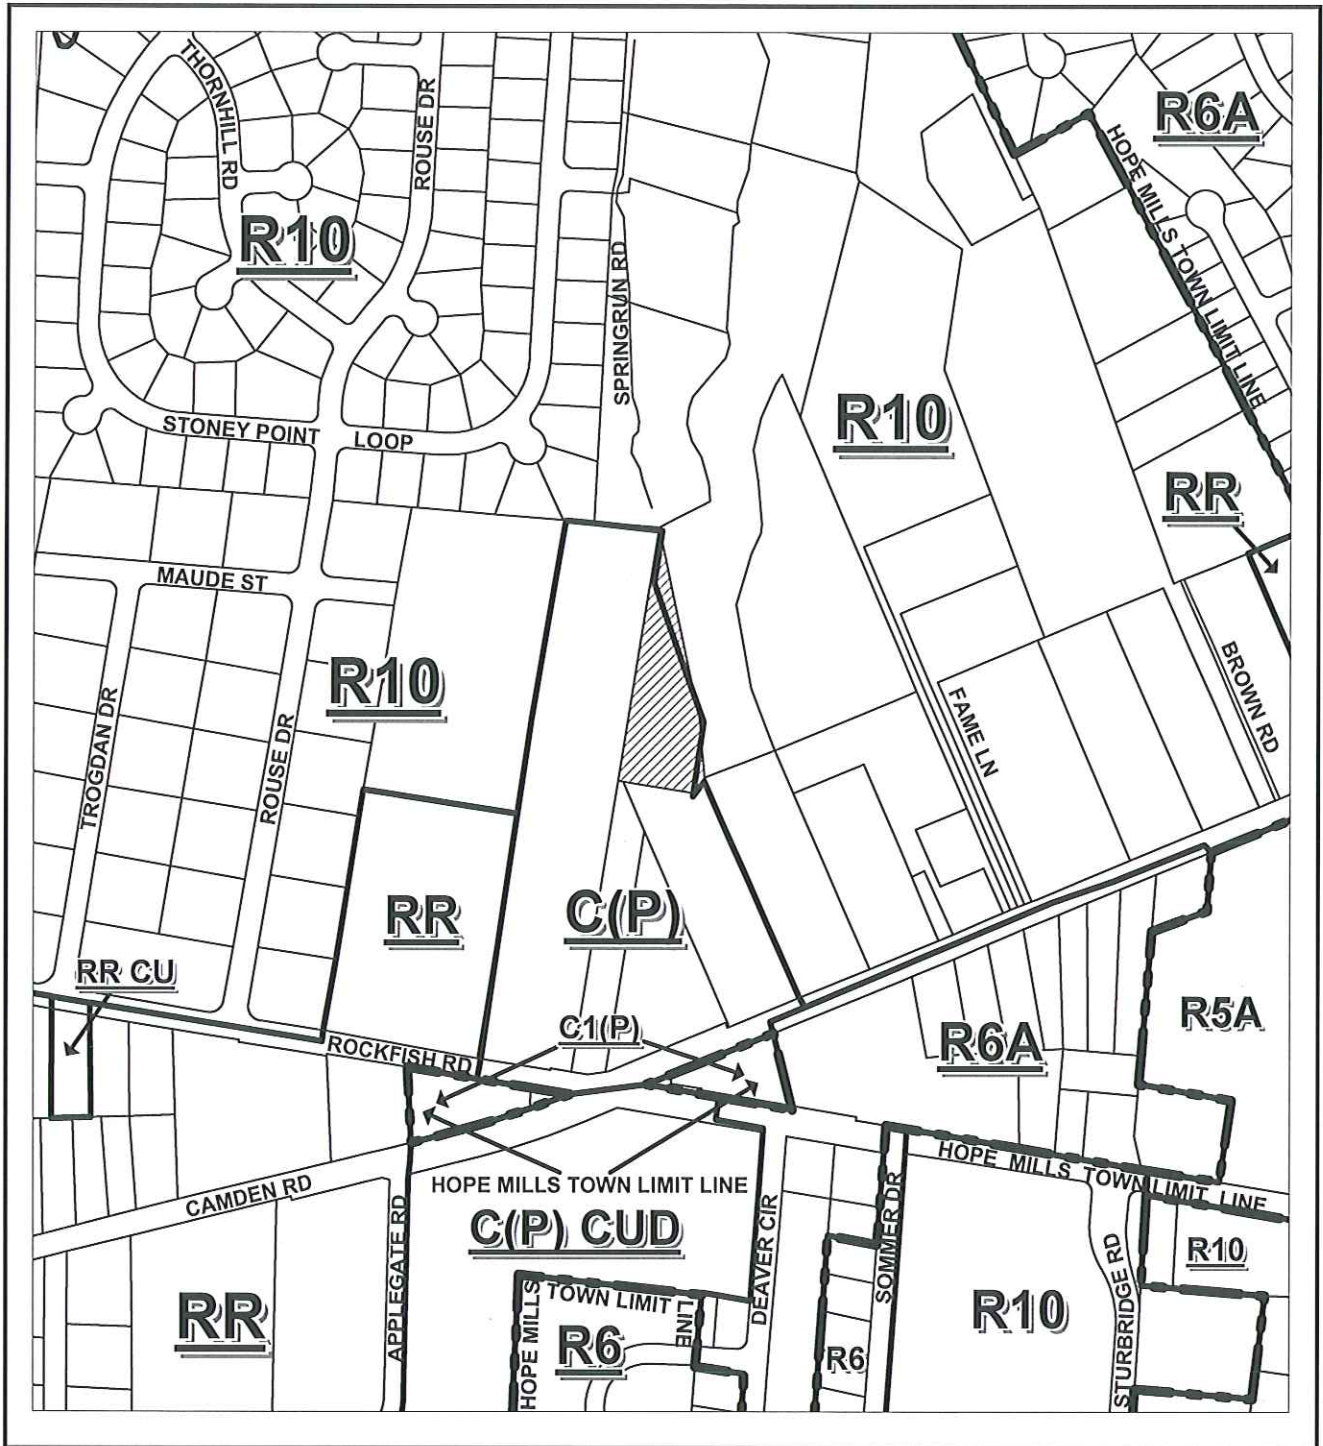 THORNHILL RD
ROUSE DR
R6A
HOPE MILLS TOWN LIMIT LINE
R10
SPRINGRUN RD
R10
STONEY POINT LOOP
RR
MAUDE ST
R10
TROGDAN DR
ROUSE DR
FAME LN
BROWN RD
RR
C(P)
RR CU
C1(P)
R5A
R6A
ROCKFISH RD
HOPE MILLS TOWN LIMIT LINE
CAMDEN RD
HOPE MILLS TOWN LIMIT LINE
APPLEGATE RD
C(P) CUD
DEAVER CIR
SOMMER DR
STURBRIDGE RD
R10
RR
HOPE MILLS TOWN LIMIT LINE
R6
R6
R10